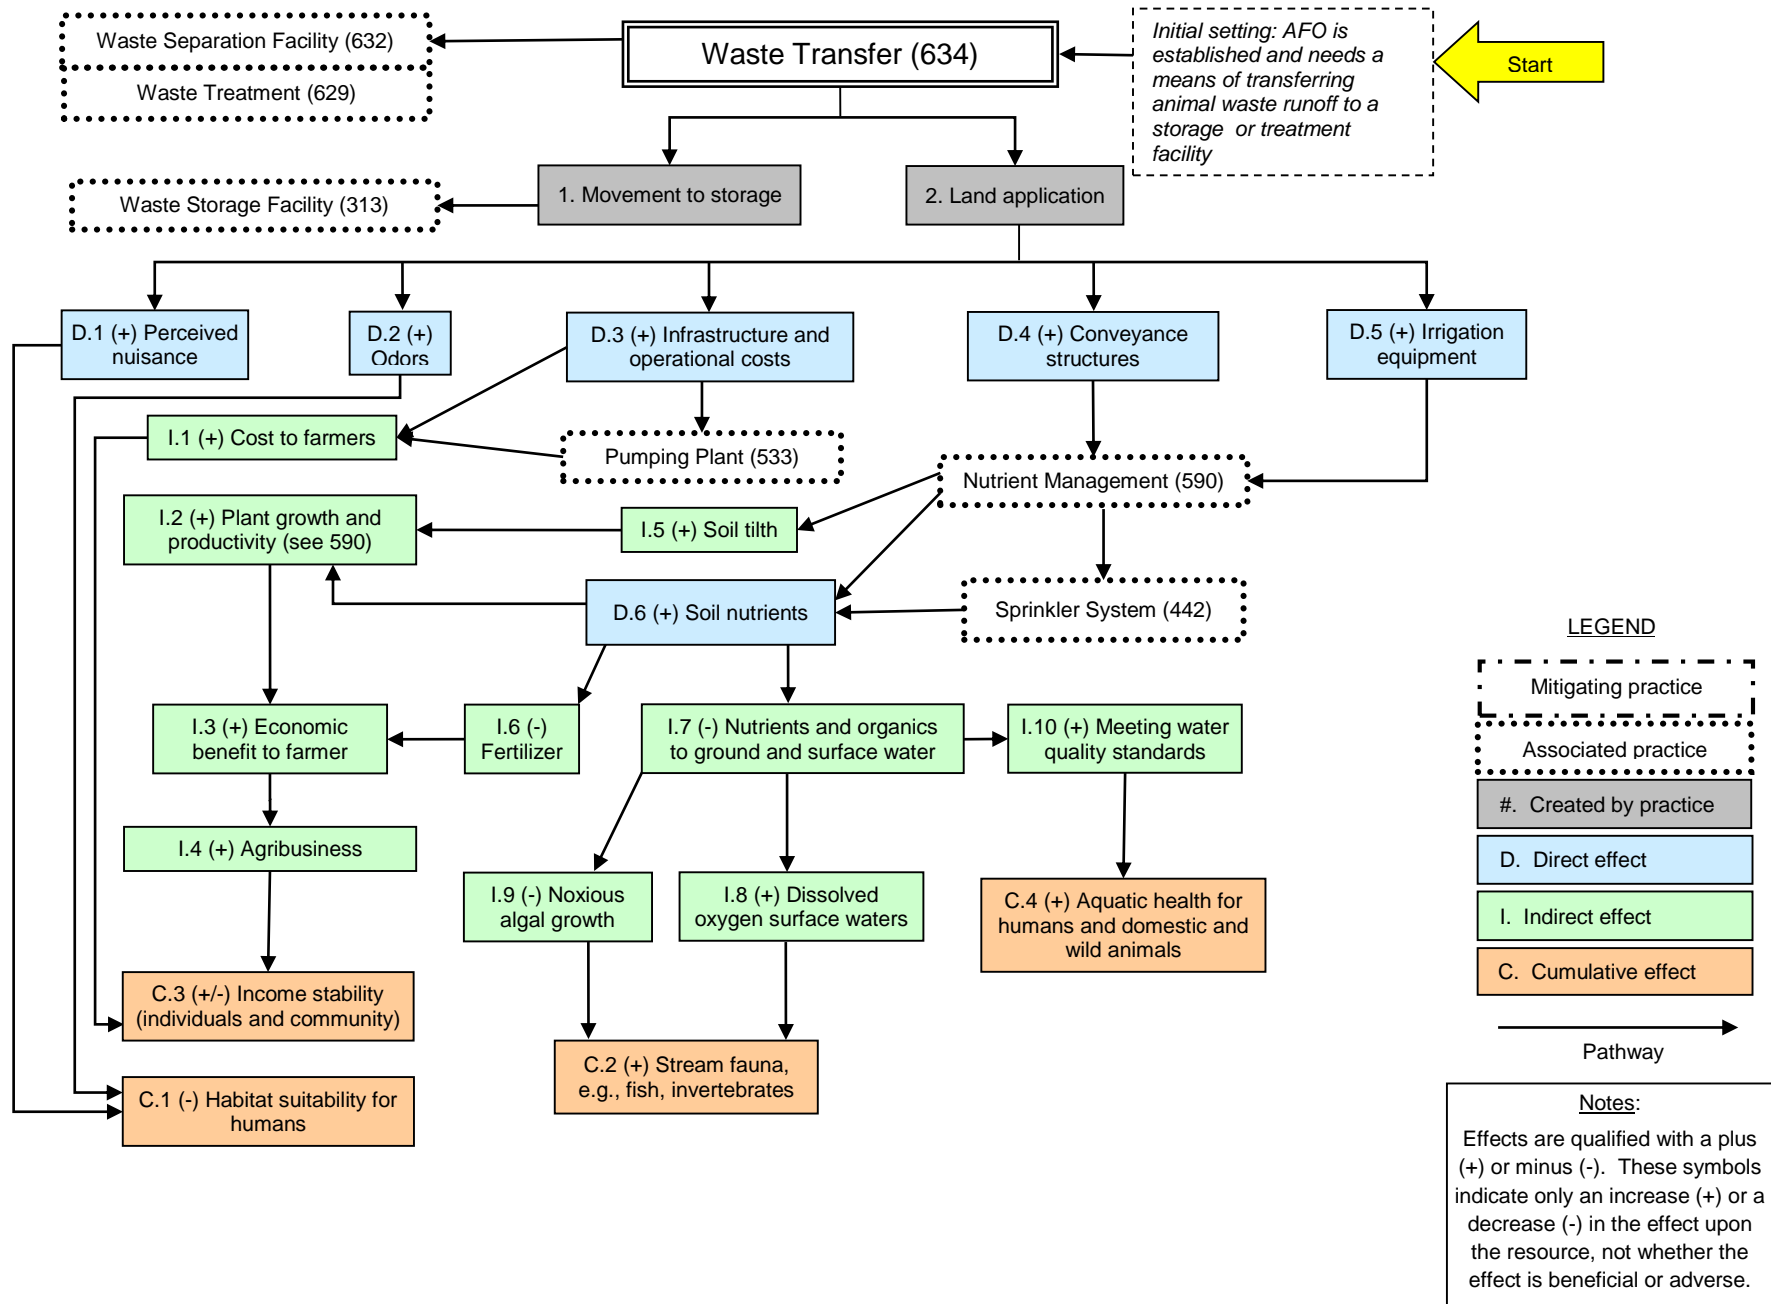 Waste Separation Facility (632)
Waste Treatment (629)
Waste Transfer (634)
Initial setting: AFO is
established and needs a
means of transferring
animal waste runoff to a
storage or treatment
facility
Start
Waste Storage Facility (313)
1. Movement to storage
2. Land application
D.1 (+) Perceived
nuisance
D.2 (+)
Odors
D.3 (+) Infrastructure and
operational costs
D.4 (+) Conveyance
structures
D.5 (+) Irrigation
equipment
I.1 (+) Cost to farmers
Pumping Plant (533)
Nutrient Management (590)
I.2 (+) Plant growth and
productivity (see 590)
I.5 (+) Soil tilth
D.6 (+) Soil nutrients
Sprinkler System (442)
I.3 (+) Economic
benefit to farmer
I.6 (-)
Fertilizer
I.7 (-) Nutrients and organics
to ground and surface water
I.10 (+) Meeting water
quality standards
I.4 (+) Agribusiness
I.9 (-) Noxious
algal growth
I.8 (+) Dissolved
oxygen surface waters
C.4 (+) Aquatic health for
humans and domestic and
wild animals
C.3 (+/-) Income stability
(individuals and community)
C.2 (+) Stream fauna,
e.g., fish, invertebrates
C.1 (-) Habitat suitability for
humans
LEGEND
Mitigating practice
Associated practice
#. Created by practice
D. Direct effect
I. Indirect effect
C. Cumulative effect
Pathway
Notes:
Effects are qualified with a plus
(+) or minus (-). These symbols
indicate only an increase (+) or a
decrease (-) in the effect upon
the resource, not whether the
effect is beneficial or adverse.